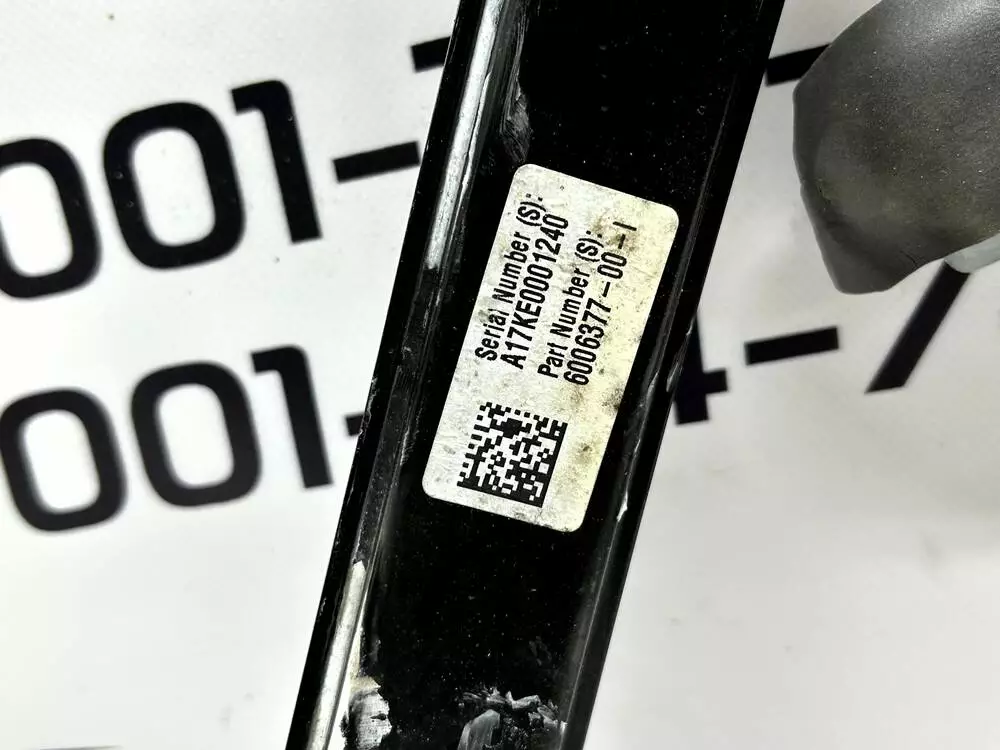 Serial Number (S):
A17KE0001240
Part Number (S):
6006377-00-I